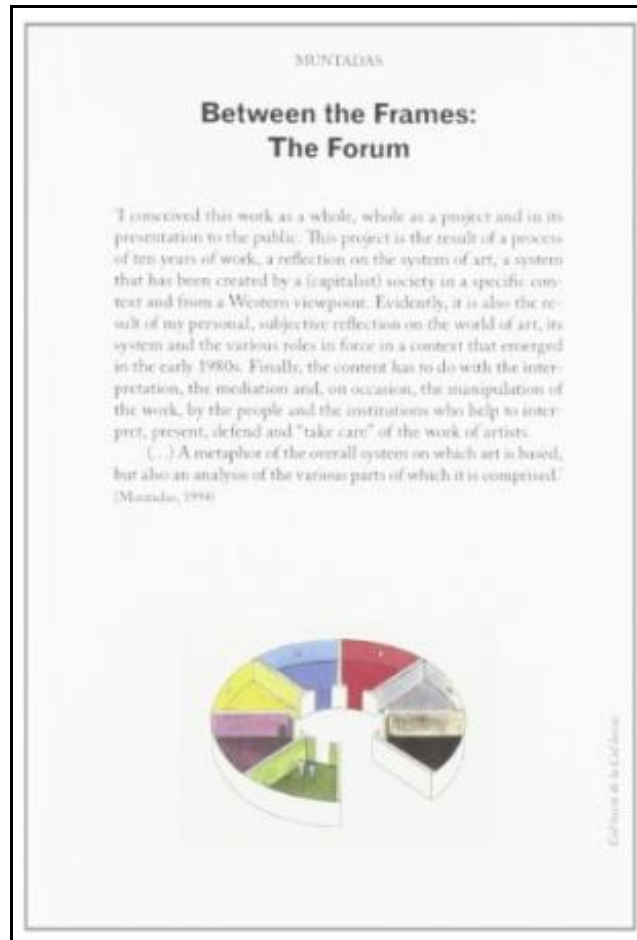 MUNTADAS
Between the Frames:
The Forum
'I conceived this work as a whole, whole as a project and in its
presentation to the public. This project is the result of a process
of ten years of work, a reflection on the system of art, a system
that has been created by a (capitalist) society in a specific con-
text and from a Western viewpoint. Evidently, it is also the re-
sult of my personal, subjective reflection on the world of art, its
system and the various roles in force in a context that emerged
in the early 1980s. Finally, the content has to do with the inter-
pretation, the mediation and, on occasion, the manipulation of
the work, by the people and the institutions who help to inter-
pret, present, defend and "take care" of the work of artists.
(…) A metaphor of the overall system on which art is based,
but also an analysis of the various parts of which it is comprised.'
(Muntadas, 1994)